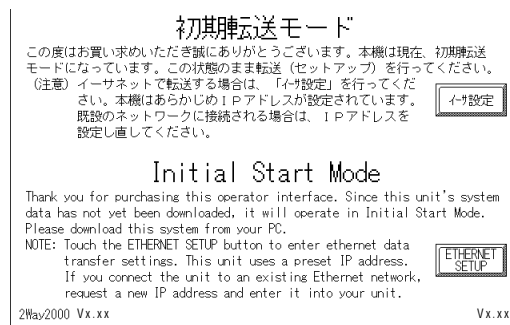 初期転送モード
この度はお買い求めいただき誠にありがとうございます。本機は現在、初期転送
モードになっています。この状態のまま転送（セットアップ）を行ってください。
（注意）イーサネットで転送する場合は、「ｲｰｻ設定」を行ってくだ
さい。本機はあらかじめＩＰアドレスが設定されています。
既設のネットワークに接続される場合は、ＩＰアドレスを
設定し直してください。
ｲｰｻ設定
Initial Start Mode
Thank you for purchasing this operator interface. Since this unit's system
data has not yet been downloaded, it will operate in Initial Start Mode.
Please download this system from your PC.
NOTE: Touch the ETHERNET SETUP button to enter ethernet data
transfer settings. This unit uses a preset IP address.
If you connect the unit to an existing Ethernet network,
request a new IP address and enter it into your unit.
ETHERNET
SETUP
2Way2000 Vx.xx
Vx.xx